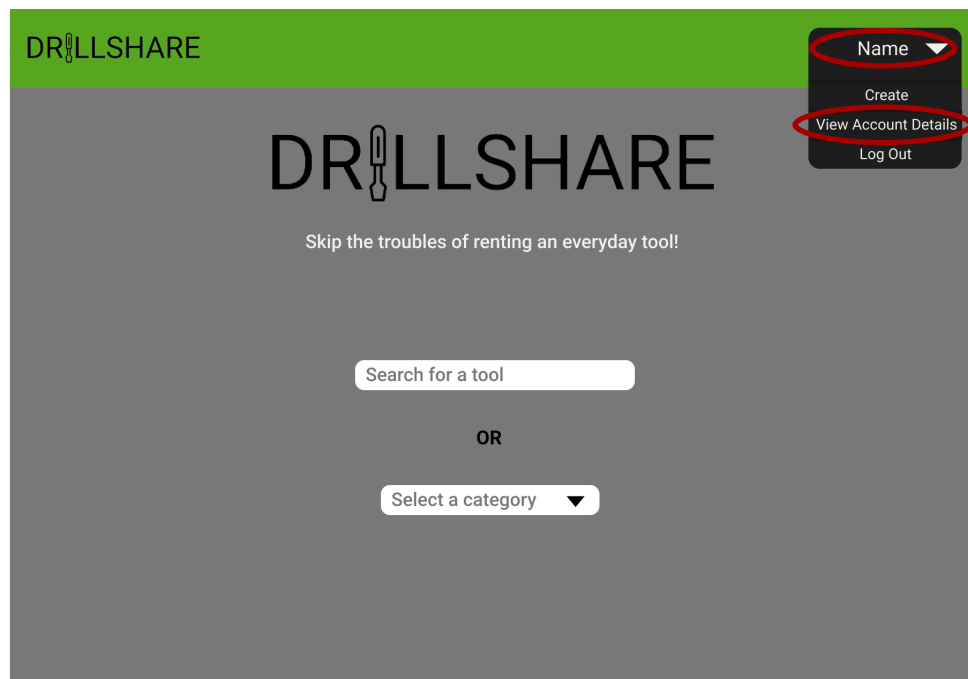 DRILLSHARE
Name
Create
View Account Details
Log Out
DRILLSHARE
Skip the troubles of renting an everyday tool!
Search for a tool
OR
Select a category